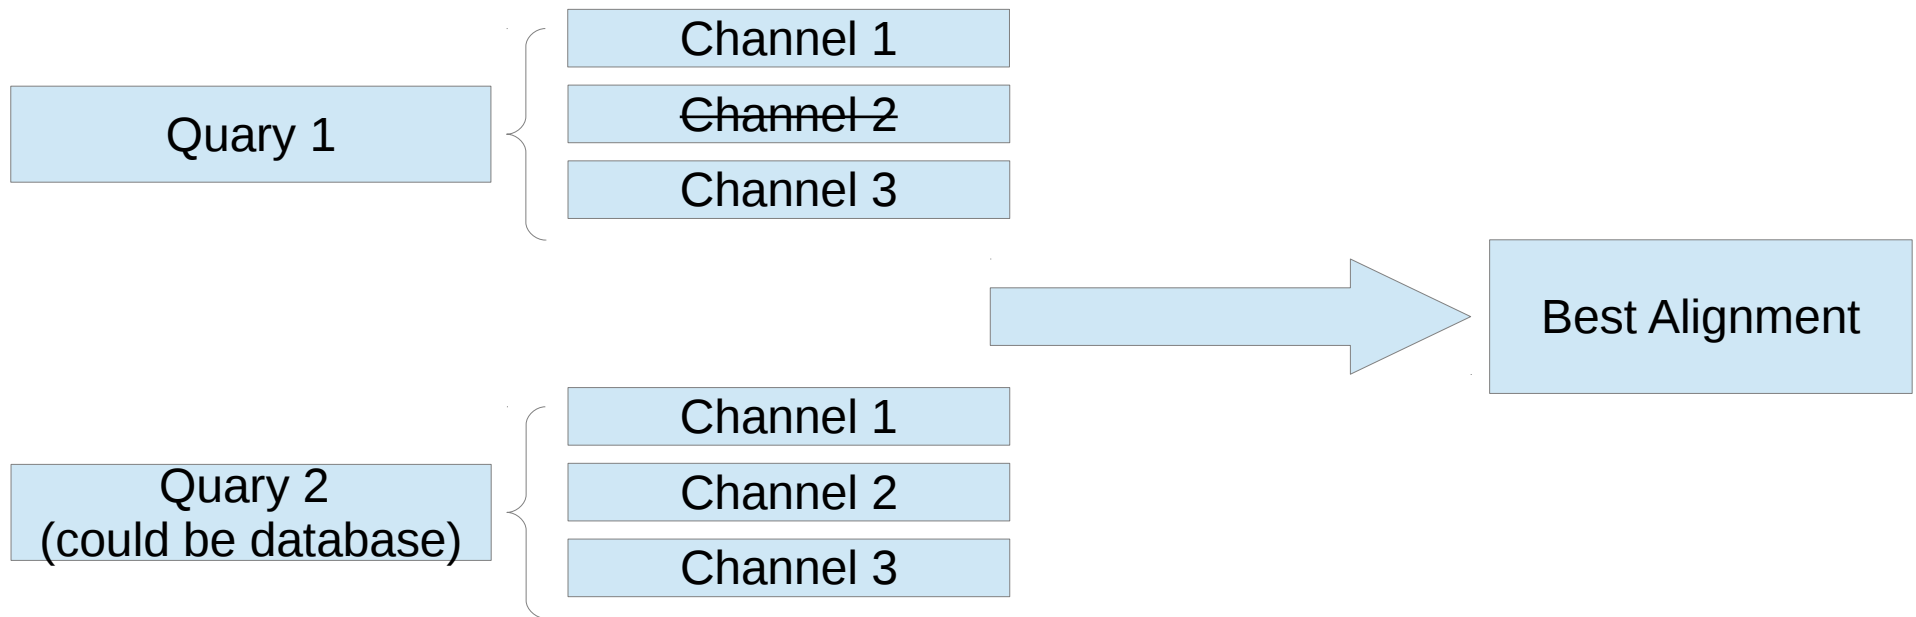 Quary 1
Channel 1
Channel 2
Channel 3
Quary 2
(could be database)
Channel 1
Channel 2
Channel 3
Best Alignment